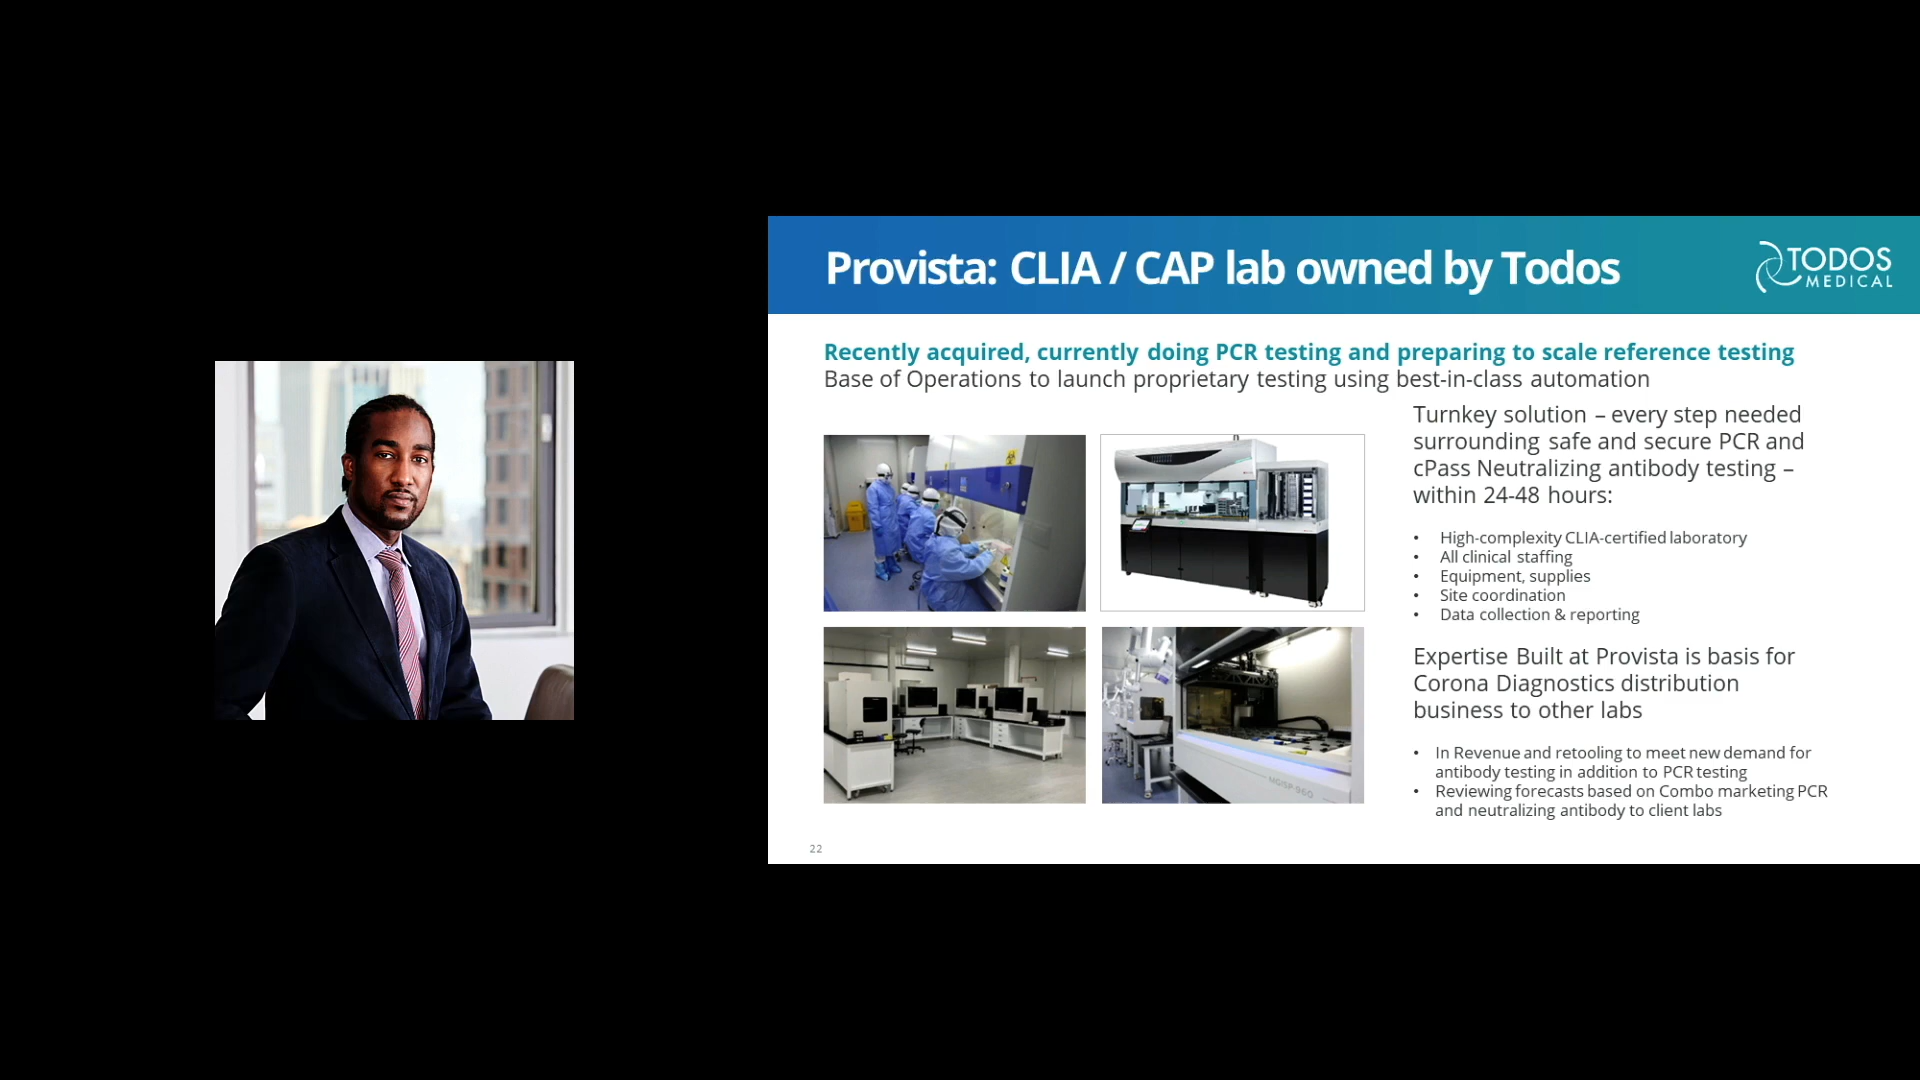 Provista: CLIA / CAP lab owned by Todos
TODOS
MEDICAL
Recently acquired, currently doing PCR testing and preparing to scale reference testing
Base of Operations to launch proprietary testing using best-in-class automation
Turnkey solution – every step needed
surrounding safe and secure PCR and
cPass Neutralizing antibody testing –
within 24-48 hours:
• High-complexity CLIA-certified laboratory
• All clinical staffing
• Equipment, supplies
• Site coordination
• Data collection & reporting
Expertise Built at Provista is basis for
Corona Diagnostics distribution
business to other labs
• In Revenue and retooling to meet new demand for
antibody testing in addition to PCR testing
• Reviewing forecasts based on Combo marketing PCR
and neutralizing antibody to client labs
MGISP-960
22